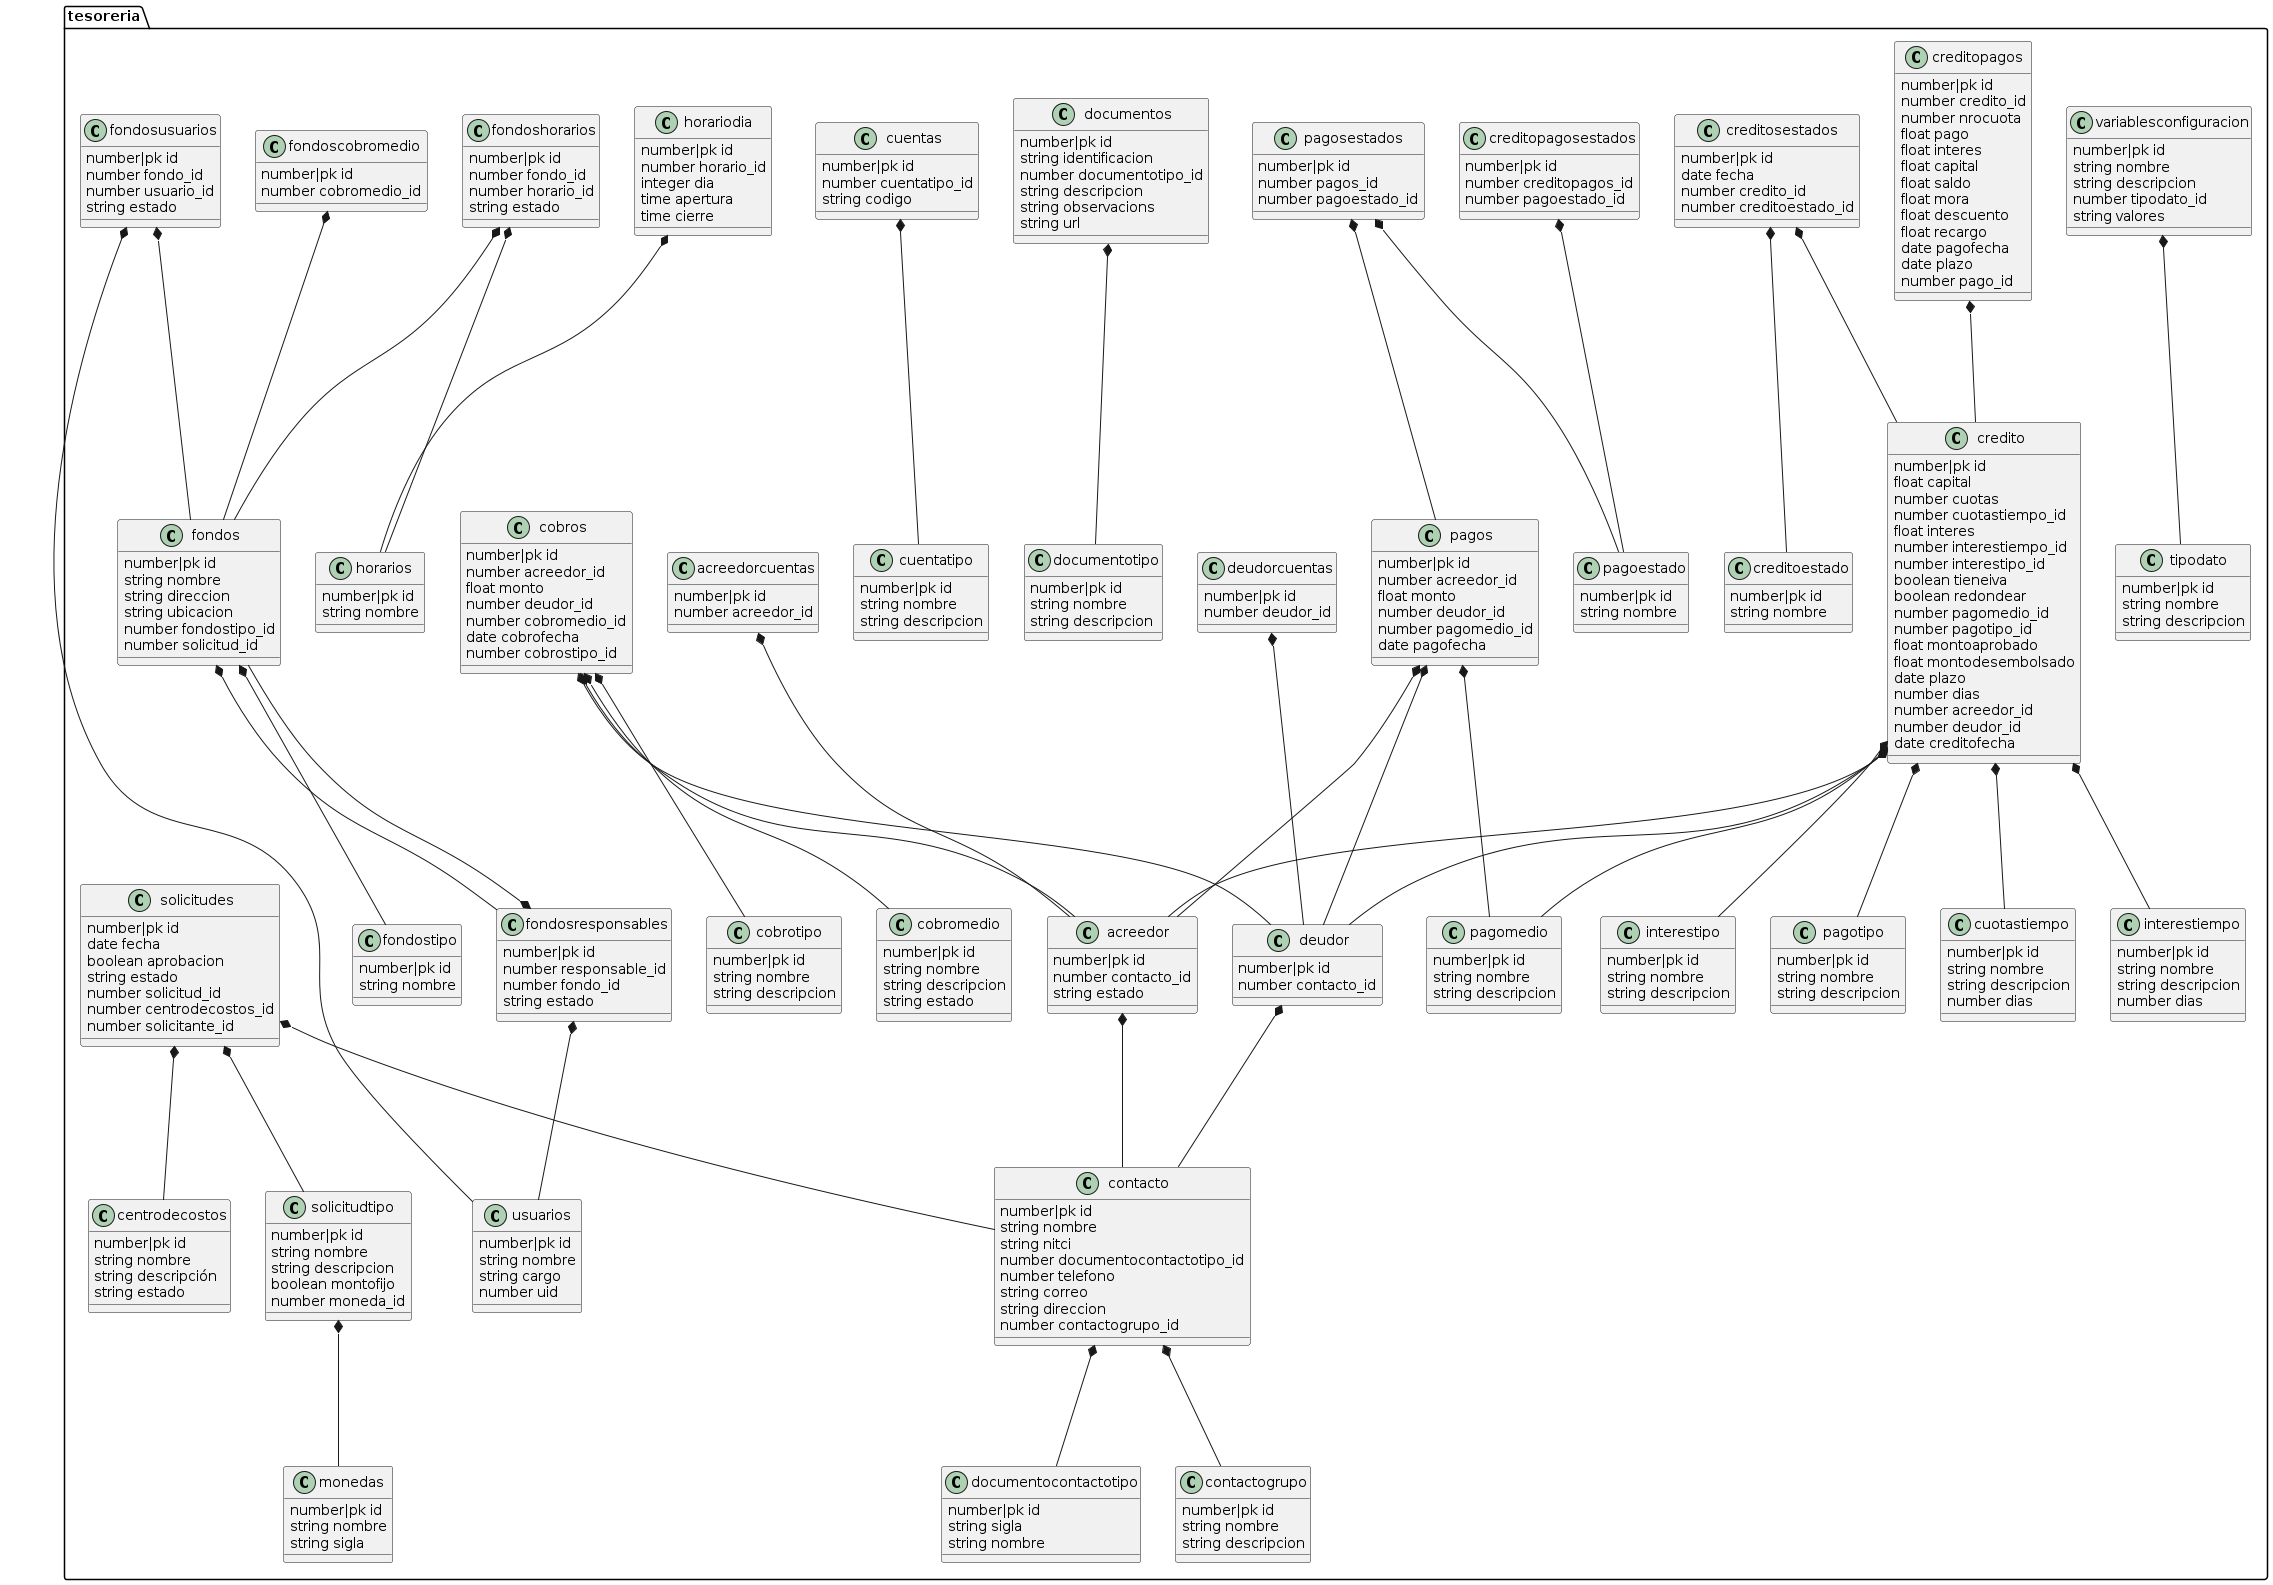 tesoreria
fondosusuarios
number|pk id
number fondo_id
number usuario_id
string estado
fondoscobromedio
number|pk id
number cobromedio_id
fondoshorarios
number|pk id
number fondo_id
number horario_id
string estado
horariodia
number|pk id
number horario_id
integer dia
time apertura
time cierre
cuentas
number|pk id
number cuentatipo_id
string codigo
documentos
number|pk id
string identificacion
number documentotipo_id
string descripcion
string observacions
string url
pagosestados
number|pk id
number pagos_id
number pagoestado_id
creditopagosestados
number|pk id
number creditopagos_id
number pagoestado_id
creditosestados
number|pk id
date fecha
number credito_id
number creditoestado_id
creditopagos
number|pk id
number credito_id
number nrocuota
float pago
float interes
float capital
float saldo
float mora
float descuento
float recargo
date pagofecha
date plazo
number pago_id
variablesconfiguracion
number|pk id
string nombre
string descripcion
number tipodato_id
string valores
fondos
number|pk id
string nombre
string direccion
string ubicacion
number fondostipo_id
number solicitud_id
horarios
number|pk id
string nombre
cobros
number|pk id
number acreedor_id
float monto
number deudor_id
number cobromedio_id
date cobrofecha
number cobrostipo_id
acreedorcuentas
number|pk id
number acreedor_id
cuentatipo
number|pk id
string nombre
string descripcion
documentotipo
number|pk id
string nombre
string descripcion
deudorcuentas
number|pk id
number deudor_id
pagos
number|pk id
number acreedor_id
float monto
number deudor_id
number pagomedio_id
date pagofecha
pagoestado
number|pk id
string nombre
creditoestado
number|pk id
string nombre
credito
number|pk id
float capital
number cuotas
number cuotastiempo_id
float interes
number interestiempo_id
number interestipo_id
boolean tieneiva
boolean redondear
number pagomedio_id
number pagotipo_id
float montoaprobado
float montodesembolsado
date plazo
number dias
number acreedor_id
number deudor_id
date creditofecha
tipodato
number|pk id
string nombre
string descripcion
solicitudes
number|pk id
date fecha
boolean aprobacion
string estado
number solicitud_id
number centrodecostos_id
number solicitante_id
fondostipo
number|pk id
string nombre
fondosresponsables
number|pk id
number responsable_id
number fondo_id
string estado
cobrotipo
number|pk id
string nombre
string descripcion
cobromedio
number|pk id
string nombre
string descripcion
string estado
acreedor
number|pk id
number contacto_id
string estado
deudor
number|pk id
number contacto_id
pagomedio
number|pk id
string nombre
string descripcion
interestipo
number|pk id
string nombre
string descripcion
pagotipo
number|pk id
string nombre
string descripcion
cuotastiempo
number|pk id
string nombre
string descripcion
number dias
interestiempo
number|pk id
string nombre
string descripcion
number dias
centrodecostos
number|pk id
string nombre
string descripción
string estado
solicitudtipo
number|pk id
string nombre
string descripcion
boolean montofijo
number moneda_id
usuarios
number|pk id
string nombre
string cargo
number uid
contacto
number|pk id
string nombre
string nitci
number documentocontactotipo_id
number telefono
string correo
string direccion
number contactogrupo_id
monedas
number|pk id
string nombre
string sigla
documentocontactotipo
number|pk id
string sigla
string nombre
contactogrupo
number|pk id
string nombre
string descripcion